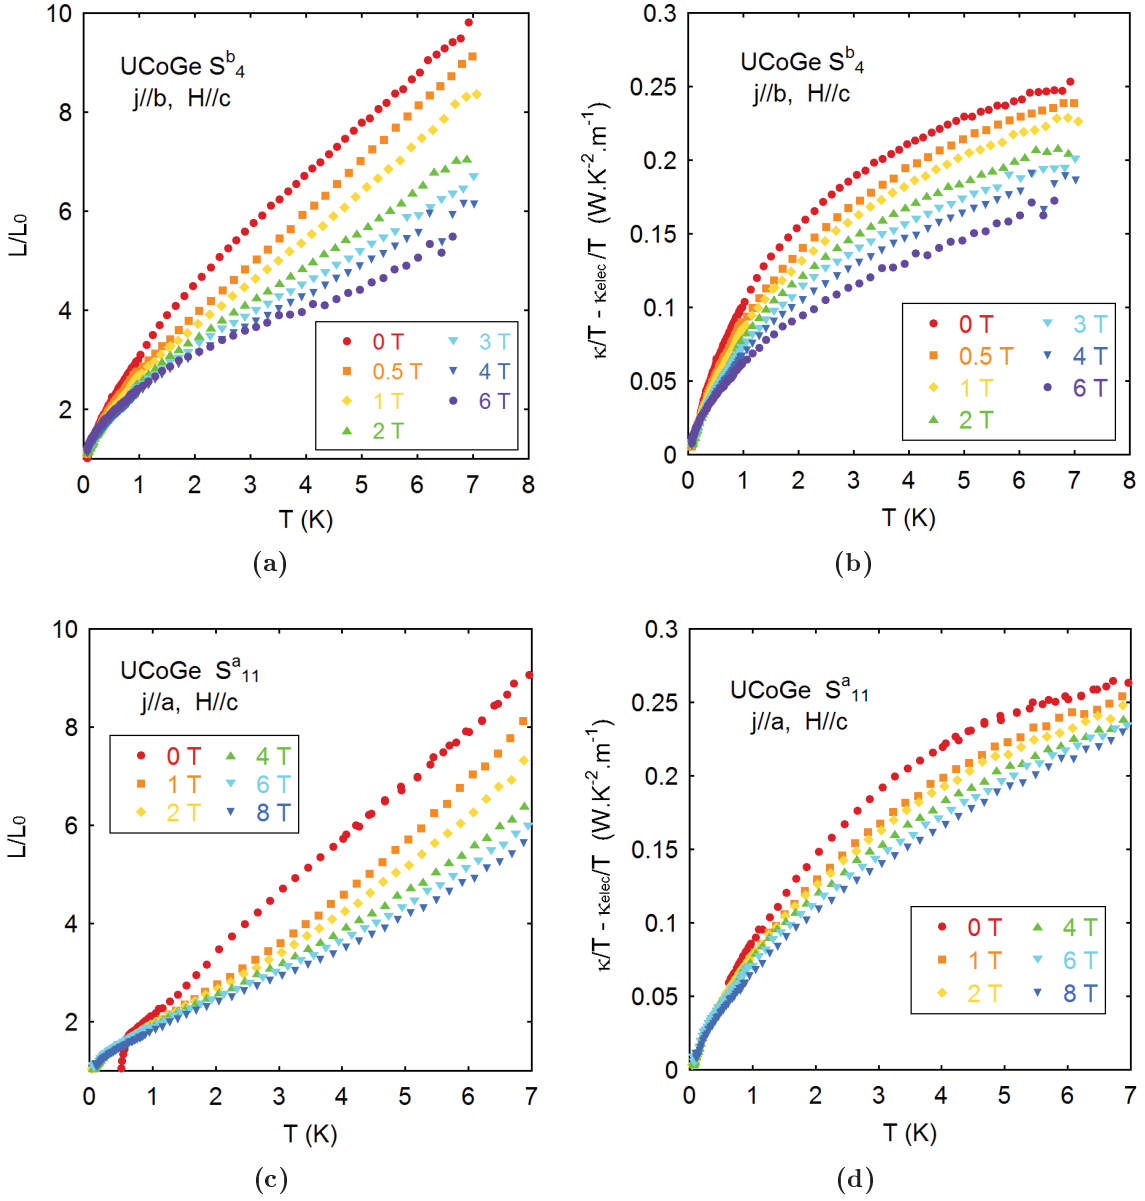 10
8
6
4
2
L/L0
UCoGe S^b_4
j//b, H//c
0 T
0.5 T
1 T
2 T
3 T
4 T
6 T
0 1 2 3 4 5 6 7 8
T (K)
(a)
0.3
0.25
0.2
0.15
0.1
0.05
0
κ/T - κelec/T (W.K-2.m-1)
UCoGe S^b_4
j//b, H//c
0 T
0.5 T
1 T
2 T
3 T
4 T
6 T
0 1 2 3 4 5 6 7 8
T (K)
(b)
10
8
6
4
2
L/L0
UCoGe S^a_11
j//a, H//c
0 T
1 T
2 T
4 T
6 T
8 T
0 1 2 3 4 5 6 7
T (K)
(c)
0.3
0.25
0.2
0.15
0.1
0.05
0
κ/T - κelec/T (W.K-2.m-1)
UCoGe S^a_11
j//a, H//c
0 T
1 T
2 T
4 T
6 T
8 T
0 1 2 3 4 5 6 7
T (K)
(d)